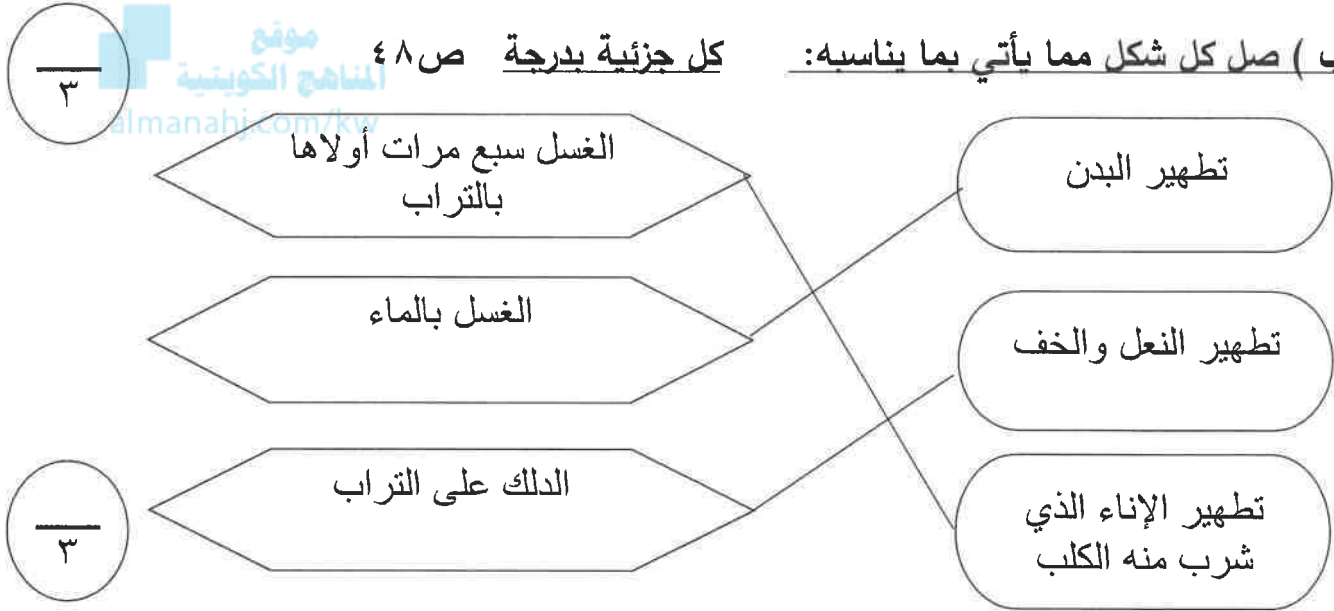 ب ) صل كل شكل مما يأتي بما يناسبه: كل جزئية بدرجة ص٤٨
موقع
المناهج الكويتية
almanahj.com/kw
٣
تطهير البدن
الغسل سبع مرات أولاها
بالتراب
تطهير النعل والخف
الغسل بالماء
تطهير الإناء الذي
شرب منه الكلب
الدلك على التراب
٣